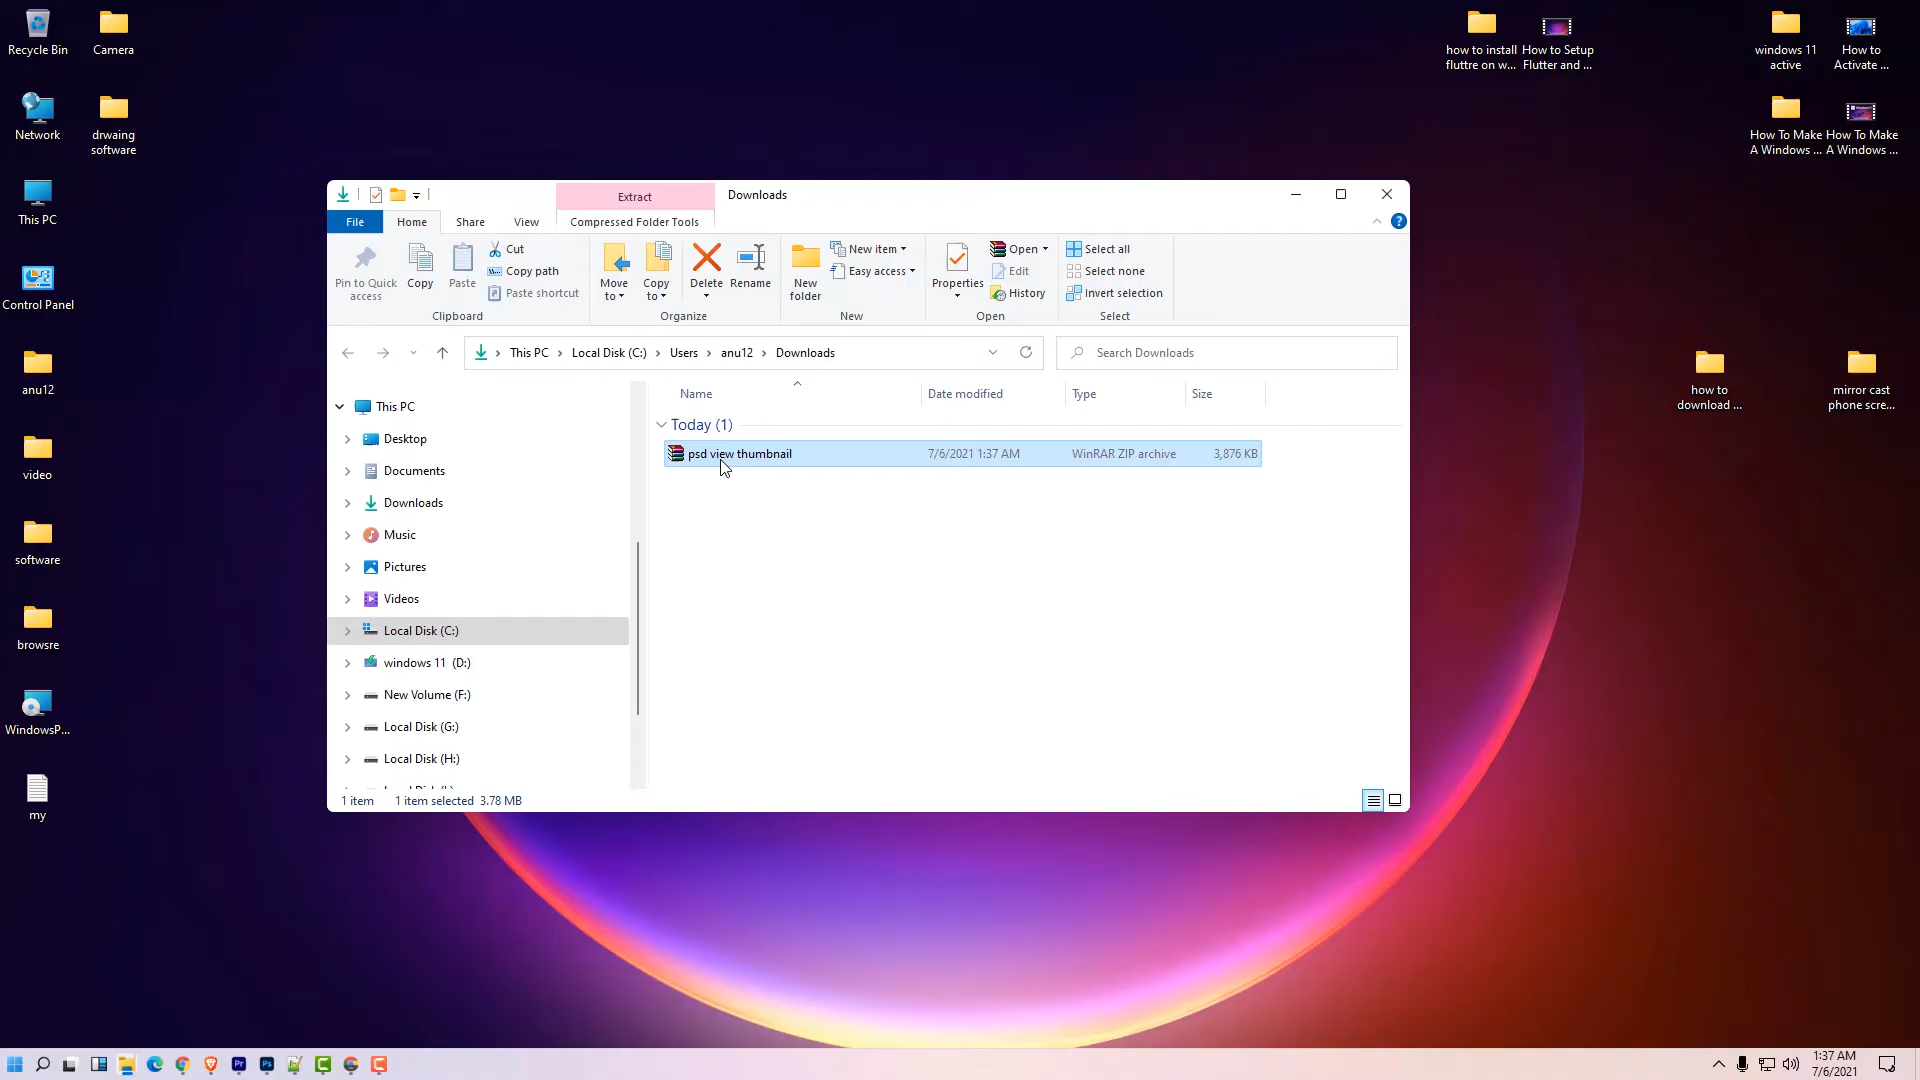 Recycle Bin
Camera
Network
drwaing
software
This PC
Control Panel
anu12
video
software
browsre
WindowsP...
my
how to install
fluttre on w...
How to Setup
Flutter and ...
windows 11
active
How to
Activate ...
How To Make
A Windows ...
How To Make
A Windows ...
how to
download ...
mirror cast
phone scre...
Extract
Downloads
File
Home
Share
View
Compressed Folder Tools
Pin to Quick
access
Copy
Paste
Cut
Copy path
Paste shortcut
Clipboard
Move
to
Copy
to
Delete
Rename
Organize
New
folder
New item
Easy access
New
Properties
Open
Edit
History
Open
Select all
Select none
Invert selection
Select
This PC > Local Disk (C:) > Users > anu12 > Downloads
Search Downloads
Name
Date modified
Type
Size
This PC
Desktop
Documents
Downloads
Music
Pictures
Videos
Local Disk (C:)
windows 11 (D:)
New Volume (F:)
Local Disk (G:)
Local Disk (H:)
Today (1)
psd view thumbnail
7/6/2021 1:37 AM
WinRAR ZIP archive
3,876 KB
1 item
1 item selected 3.78 MB
Pr
Ps
1:37 AM
7/6/2021